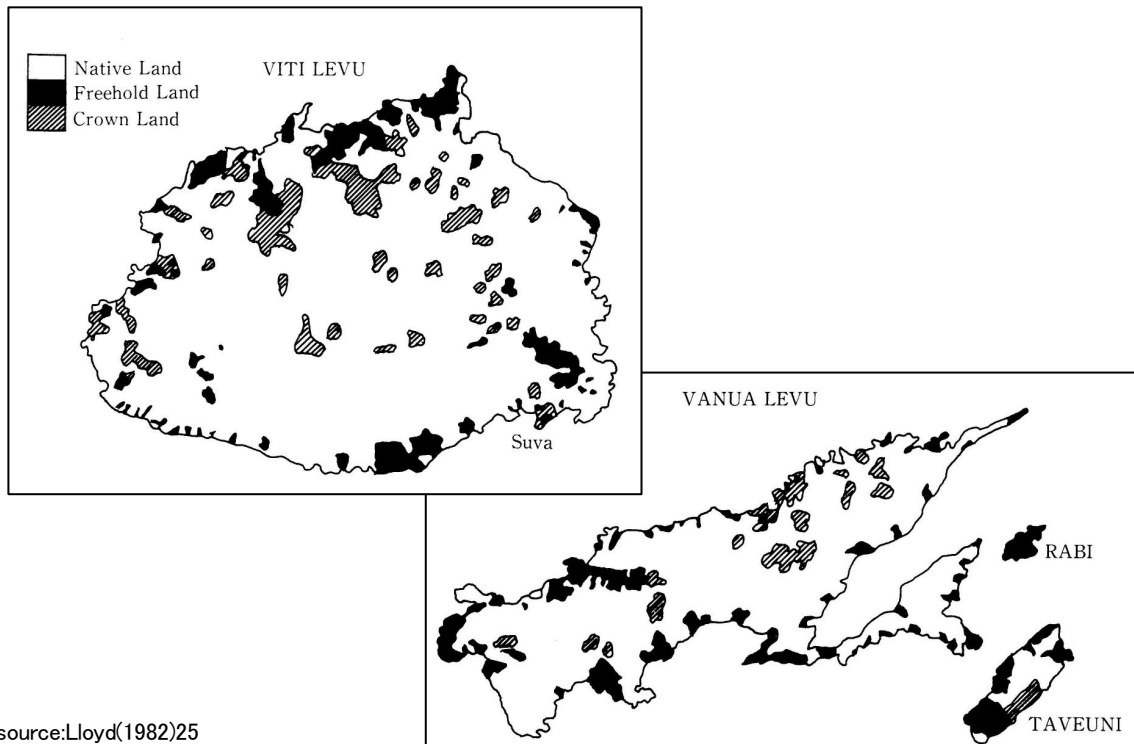 VITI LEVU
Native Land
Freehold Land
Crown Land
Suva
VANUA LEVU
RABI
TAVEUNI
source:Lloyd(1982)25